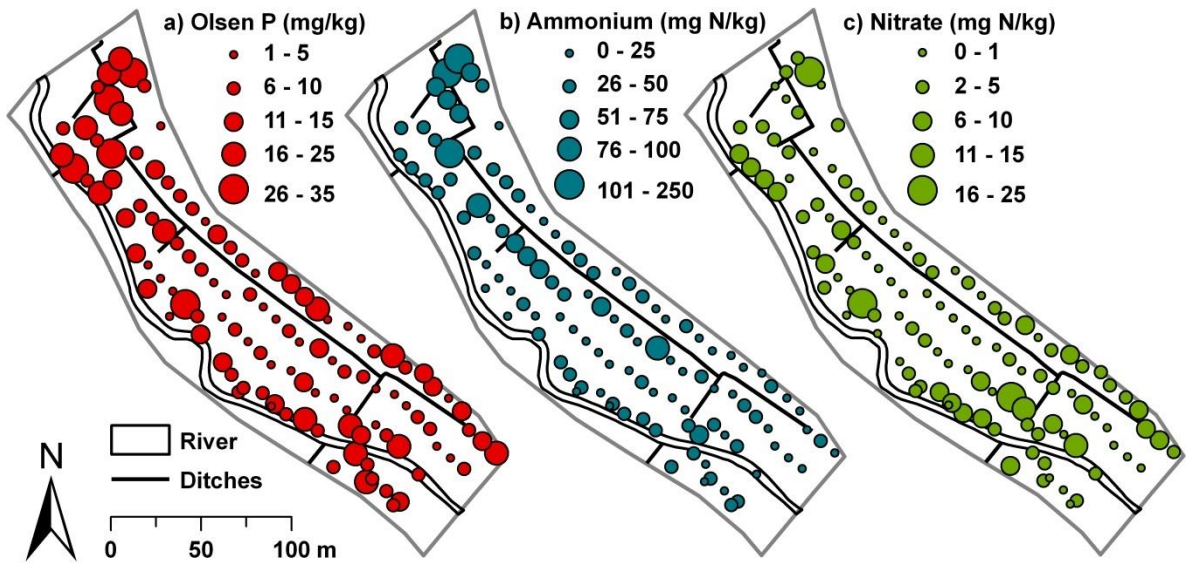 a) Olsen P (mg/kg)
1 - 5
6 - 10
11 - 15
16 - 25
26 - 35
b) Ammonium (mg N/kg)
0 - 25
26 - 50
51 - 75
76 - 100
101 - 250
c) Nitrate (mg N/kg)
0 - 1
2 - 5
6 - 10
11 - 15
16 - 25
N
River
Ditches
0 50 100 m